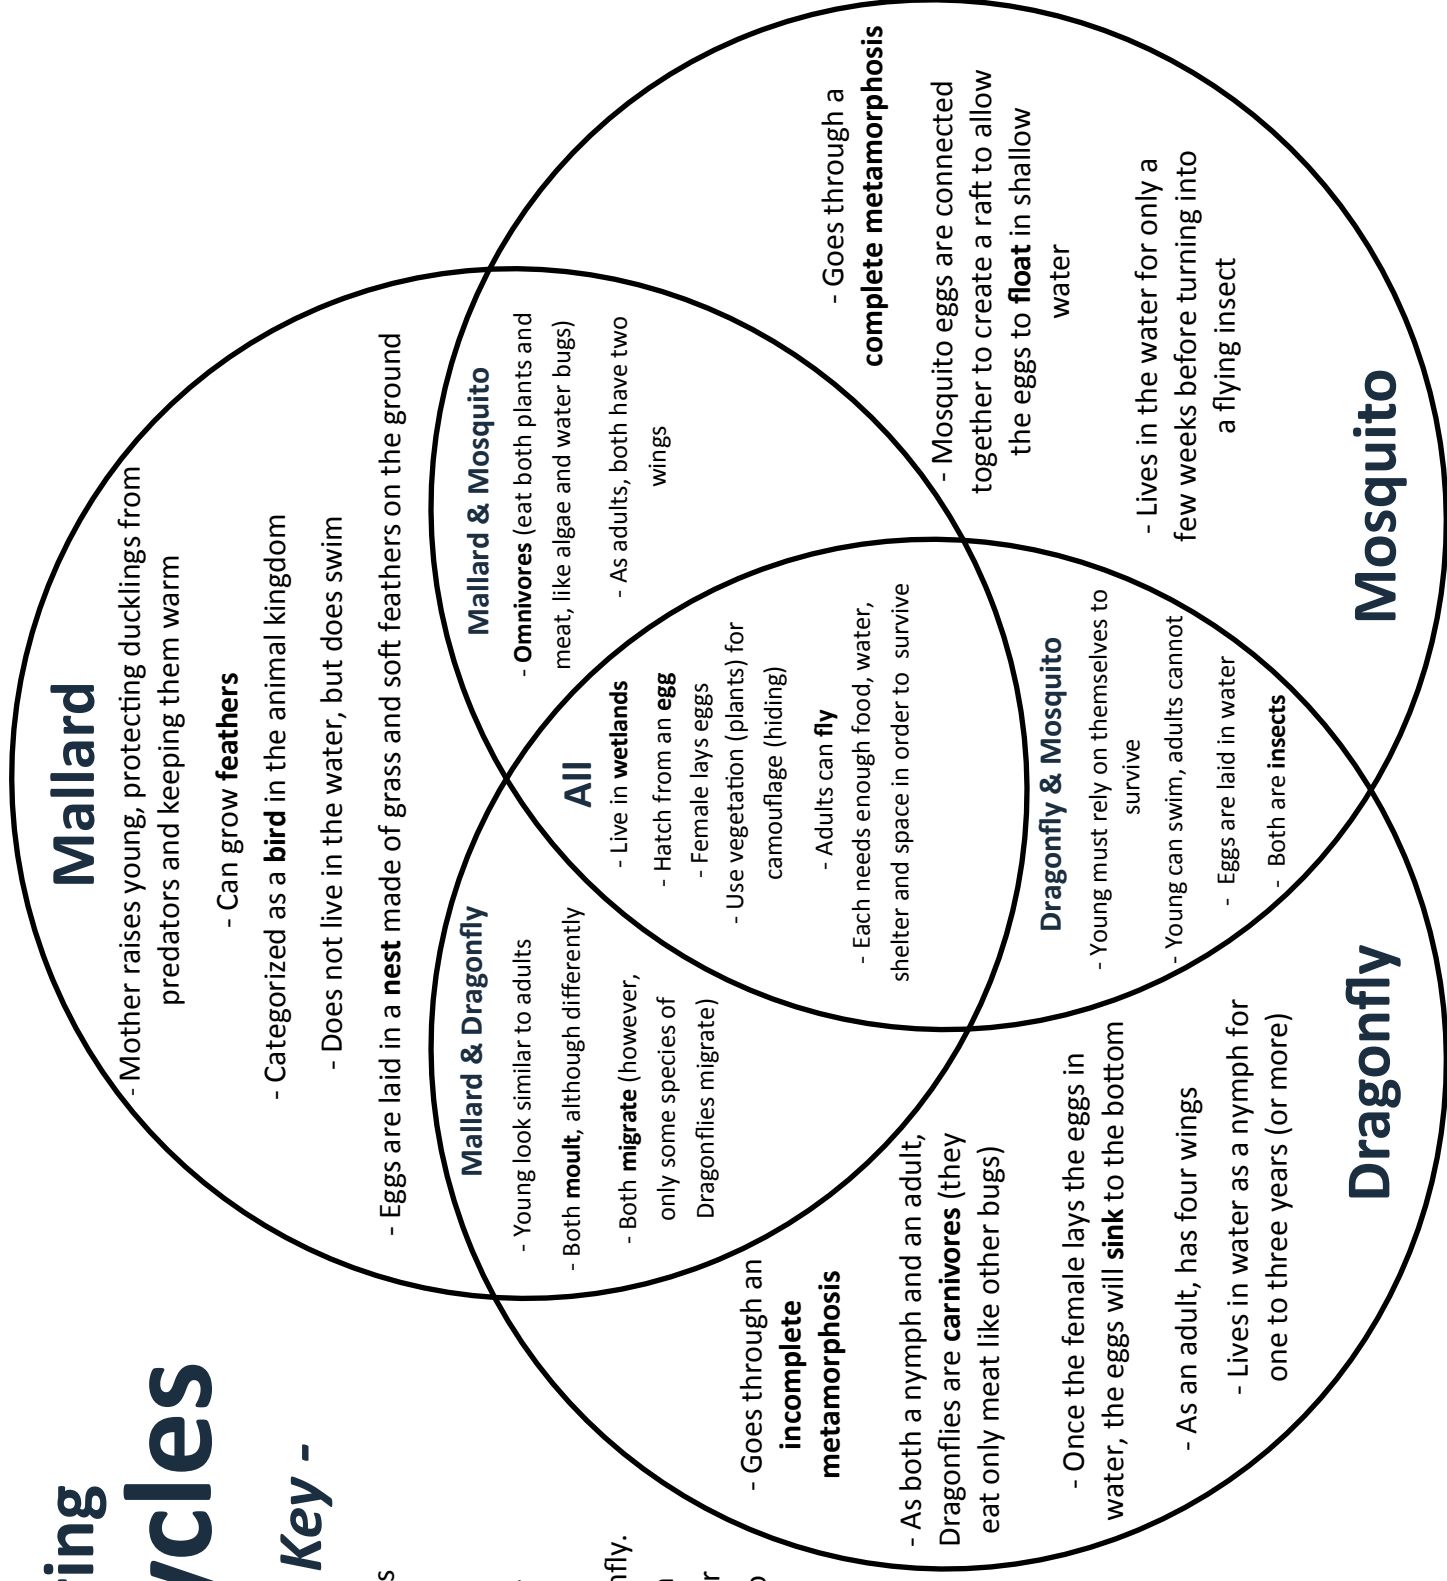 ing
ycles
Key -
s
nfly.
r
Mallard
- Mother raises young, protecting ducklings from
predators and keeping them warm
- Can grow feathers
- Categorized as a bird in the animal kingdom
- Does not live in the water, but does swim
- Eggs are laid in a nest made of grass and soft feathers on the ground
Mallard & Dragonfly
- Young look similar to adults
- Both moult, although differently
- Both migrate (however,
only some species of
Dragonflies migrate)
Mallard & Mosquito
- Omnivores (eat both plants and
meat, like algae and water bugs)
- As adults, both have two
wings
All
- Live in wetlands
- Hatch from an egg
- Female lays eggs
- Use vegetation (plants) for
camouflage (hiding)
- Adults can fly
- Each needs enough food, water,
shelter and space in order to survive
Dragonfly & Mosquito
- Young must rely on themselves to
survive
- Young can swim, adults cannot
- Eggs are laid in water
- Both are insects
- Goes through an
incomplete
metamorphosis
- As both a nymph and an adult,
Dragonflies are carnivores (they
eat only meat like other bugs)
- Once the female lays the eggs in
water, the eggs will sink to the bottom
- As an adult, has four wings
- Lives in water as a nymph for
one to three years (or more)
Dragonfly
- Goes through a
complete metamorphosis
- Mosquito eggs are connected
together to create a raft to allow
the eggs to float in shallow
water
- Lives in the water for only a
few weeks before turning into
a flying insect
Mosquito